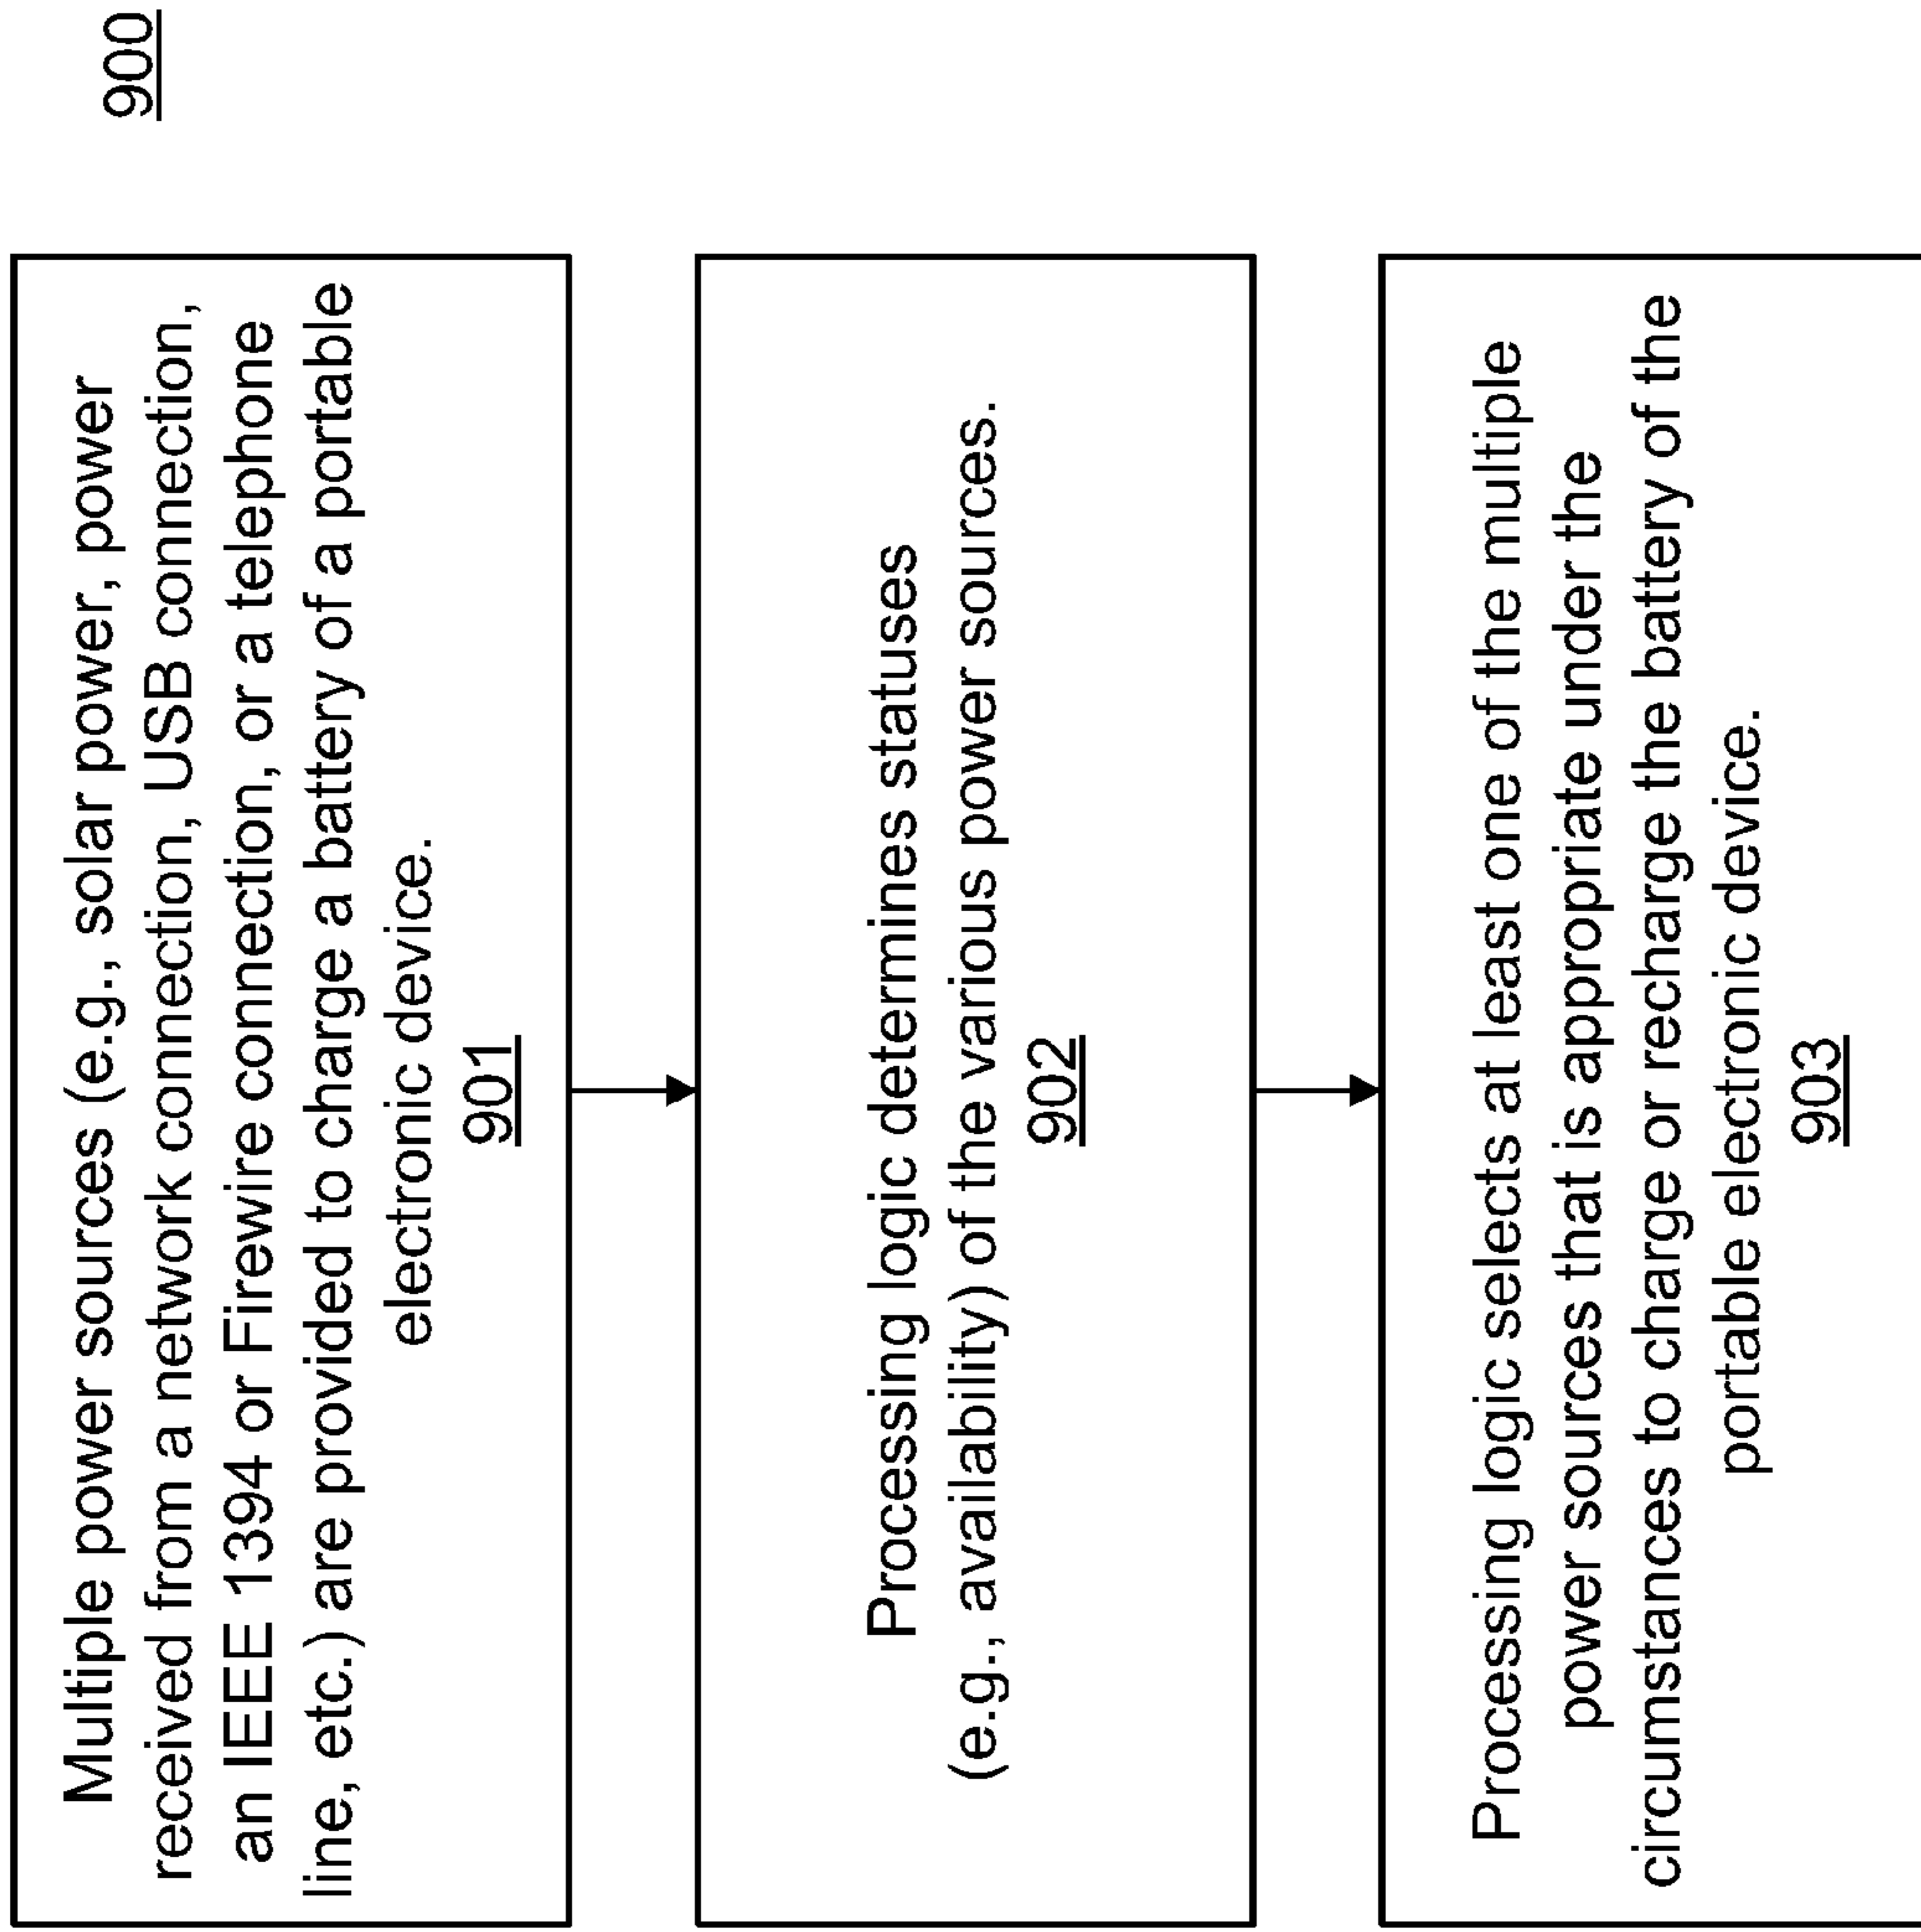 900
Multiple power sources (e.g., solar power, power
received from a network connection, USB connection,
an IEEE 1394 or Firewire connection, or a telephone
line, etc.) are provided to charge a battery of a portable
electronic device.
901
Processing logic determines statuses
(e.g., availability) of the various power sources.
902
Processing logic selects at least one of the multiple
power sources that is appropriate under the
circumstances to charge or recharge the battery of the
portable electronic device.
903